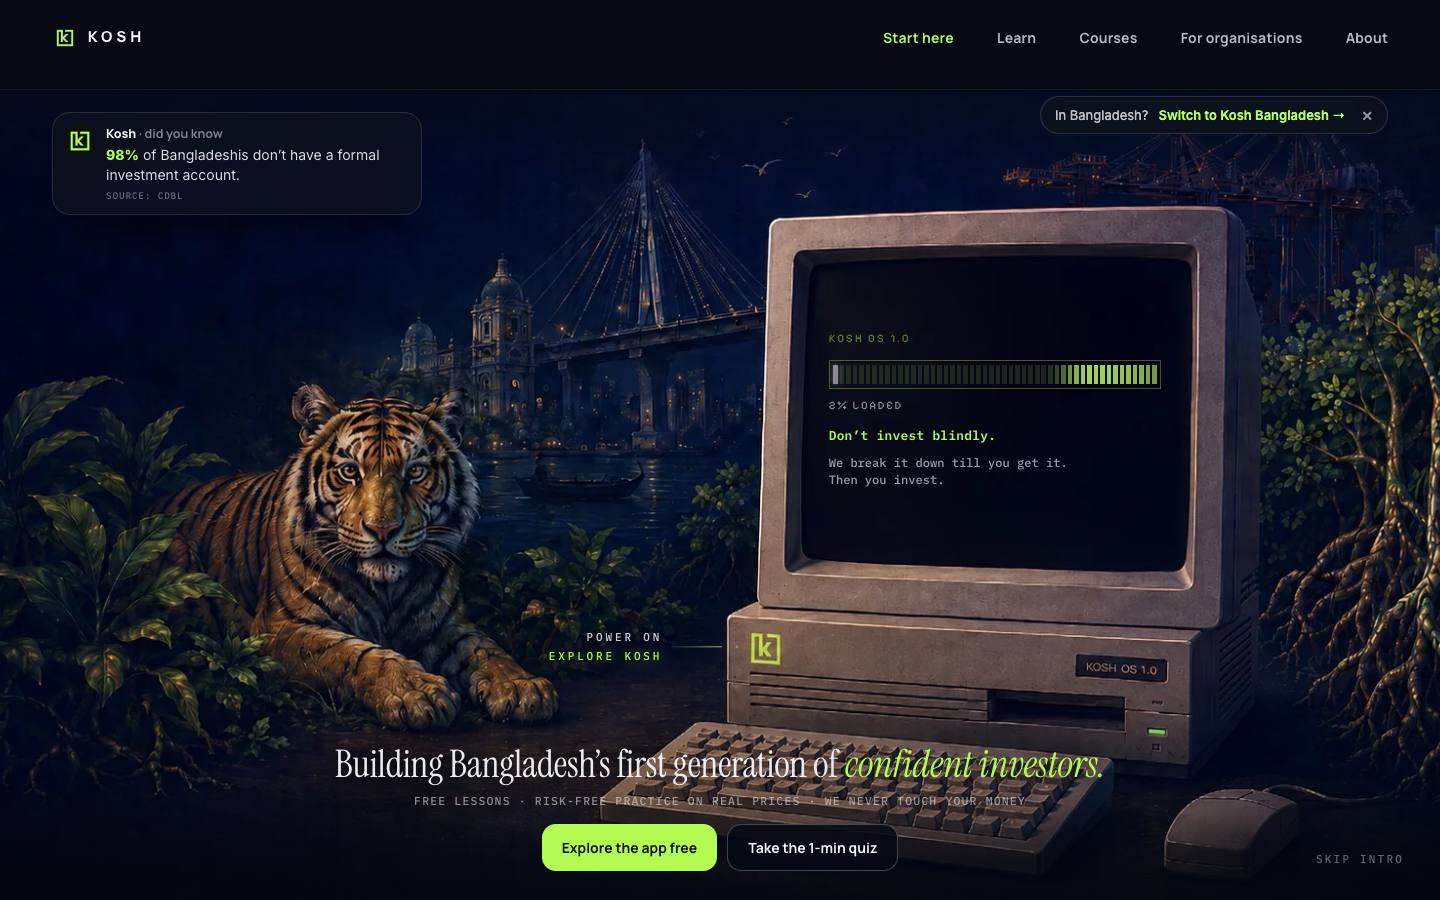 KOSH
Start here
Learn
Courses
For organisations
About
In Bangladesh? Switch to Kosh Bangladesh → ✕
Kosh · did you know
98% of Bangladeshis don’t have a formal
investment account.
SOURCE: CDBL
KOSH OS 1.0
2% LOADED
Don’t invest blindly.
We break it down till you get it.
Then you invest.
POWER ON
EXPLORE KOSH
KOSH OS 1.0
Building Bangladesh’s first generation of confident investors.
FREE LESSONS · RISK-FREE PRACTICE ON REAL PRICES · WE NEVER TOUCH YOUR MONEY
Explore the app free
Take the 1-min quiz
SKIP INTRO